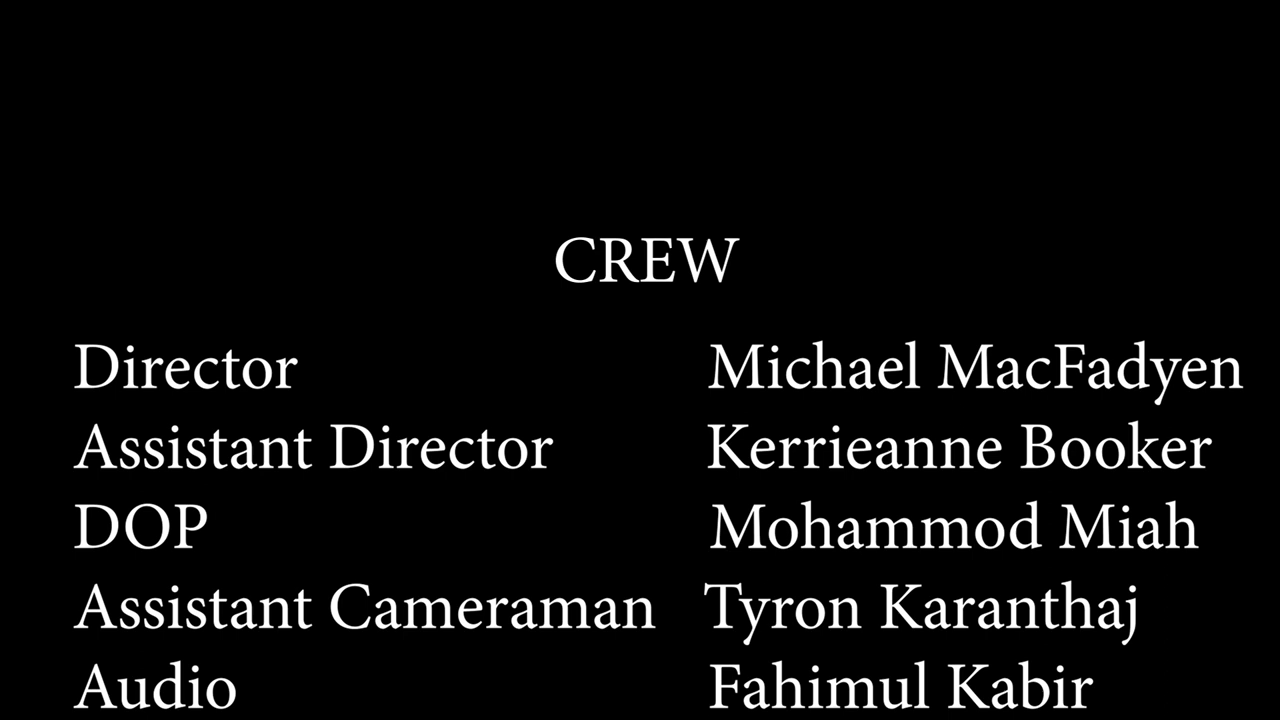 CREW
Director Michael MacFadyen
Assistant Director Kerrieanne Booker
DOP Mohammod Miah
Assistant Cameraman Tyron Karanthaj
Audio Fahimul Kabir